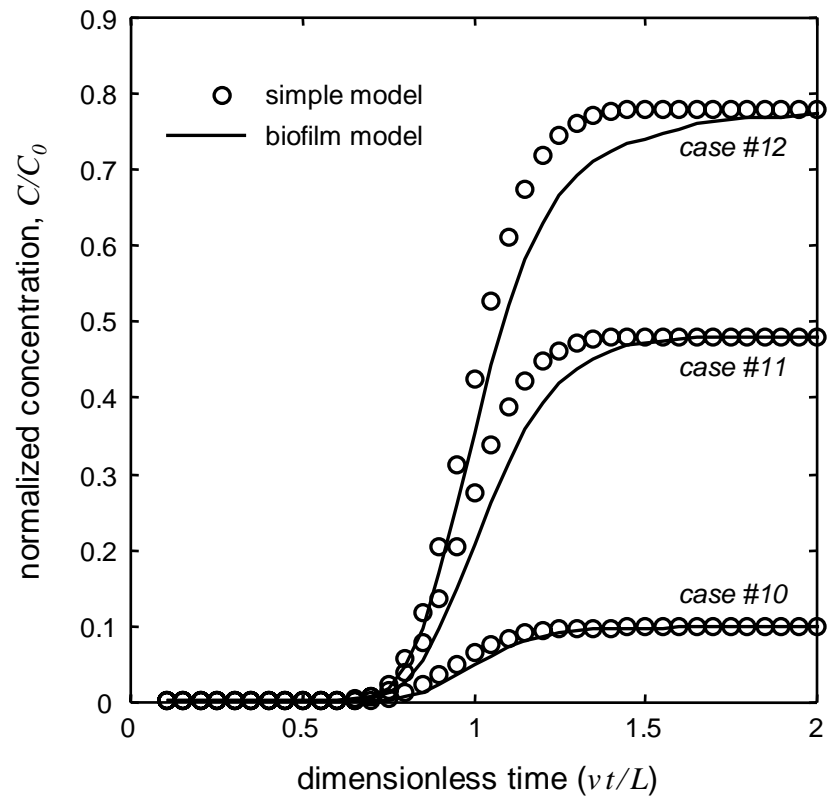 0.9
0.8
0.7
0.6
0.5
0.4
0.3
0.2
0.1
0
normalized concentration, C/C0
simple model
biofilm model
case #12
case #11
case #10
0
0.5
1
1.5
2
dimensionless time (vt/L)